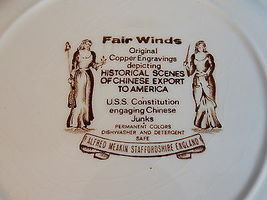 Fair Winds
Original
Copper Engravings
depicting
HISTORICAL SCENES
OF CHINESE EXPORT
TO AMERICA
U.S.S. Constitution
engaging Chinese
Junks
PERMANENT COLORS
DISHWASHER AND DETERGENT
SAFE
ALFRED MEAKIN STAFFORDSHIRE ENGLAND